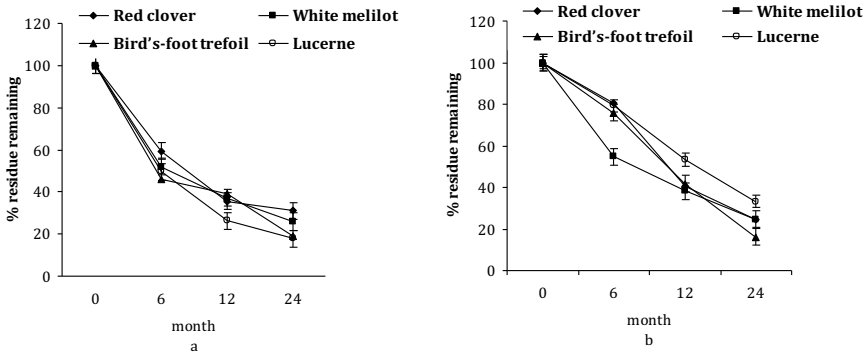 Red clover White melilot
Bird's-foot trefoil Lucerne
% residue remaining
120
100
80
60
40
20
0
0 6 12 24
month
a
Red clover White melilot
Bird's-foot trefoil Lucerne
% residue remaining
120
100
80
60
40
20
0
0 6 12 24
month
b